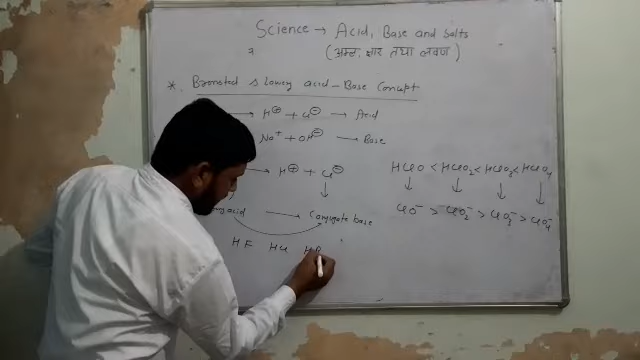 Science → Acid, Base and Salts
(अम्ल, क्षार तथा लवण)
* Bronsted & Lowry acid-Base Concept
→ H⊕ + Cl⊖ → Acid
Na⁺ + OH⊖ → Base
→ H⊕ + Cl⊖
↓
acid → Conjugate base
HF HCl HB
HClO < HClO₂ < HClO₃ < HClO₄
↓ ↓ ↓ ↓
ClO⁻ > ClO₂⁻ > ClO₃⁻ > ClO₄⁻